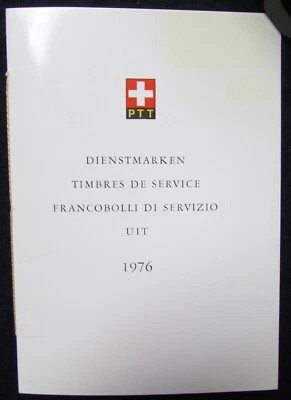 PTT
DIENSTMARKEN
TIMBRES DE SERVICE
FRANCOBOLLI DI SERVIZIO
UIT
1976